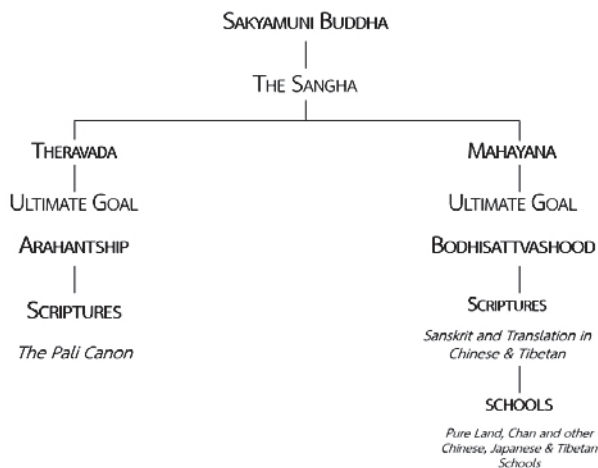 SAKYAMUNI BUDDHA
THE SANGHA
THERAVADA
ULTIMATE GOAL
ARAHANTSHIP
SCRIPTURES
The Pali Canon
MAHAYANA
ULTIMATE GOAL
BODHISATTVASHOOD
SCRIPTURES
Sanskrit and Translation in
Chinese & Tibetan
SCHOOLS
Pure Land, Chan and other
Chinese, Japanese & Tibetan
Schools